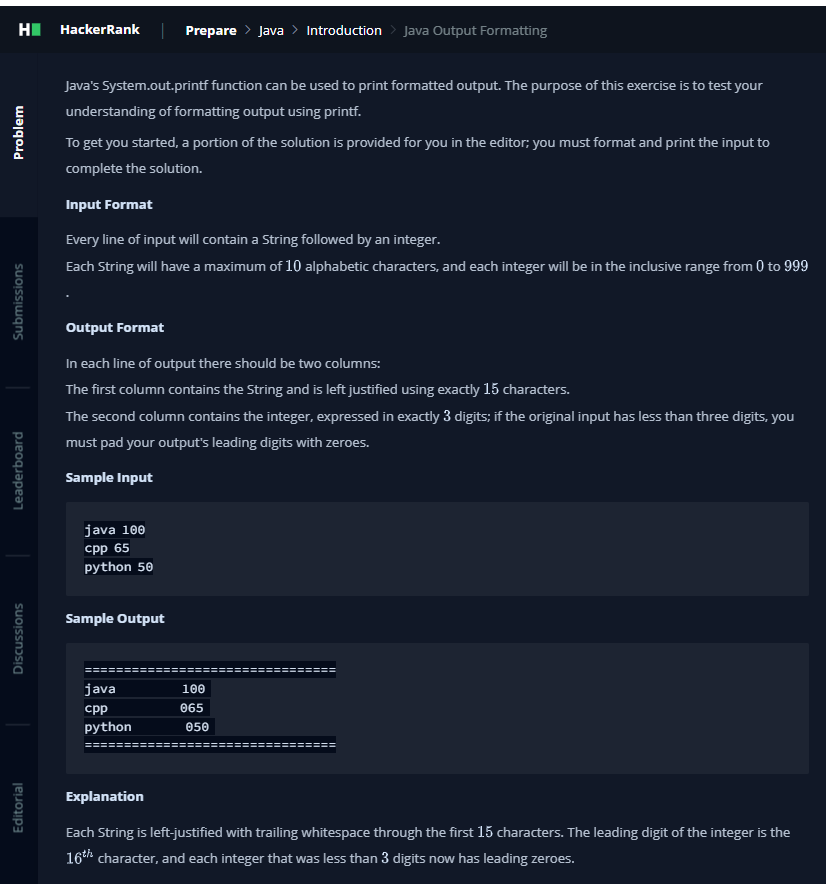 H HackerRank | Prepare > Java > Introduction > Java Output Formatting
Problem
Submissions
Leaderboard
Discussions
Editorial
Java's System.out.printf function can be used to print formatted output. The purpose of this exercise is to test your
understanding of formatting output using printf.
To get you started, a portion of the solution is provided for you in the editor; you must format and print the input to
complete the solution.
Input Format
Every line of input will contain a String followed by an integer.
Each String will have a maximum of 10 alphabetic characters, and each integer will be in the inclusive range from 0 to 999
.
Output Format
In each line of output there should be two columns:
The first column contains the String and is left justified using exactly 15 characters.
The second column contains the integer, expressed in exactly 3 digits; if the original input has less than three digits, you
must pad your output's leading digits with zeroes.
Sample Input
java 100
cpp 65
python 50
Sample Output
================================
java           100
cpp            065
python         050
================================
Explanation
Each String is left-justified with trailing whitespace through the first 15 characters. The leading digit of the integer is the
16th character, and each integer that was less than 3 digits now has leading zeroes.